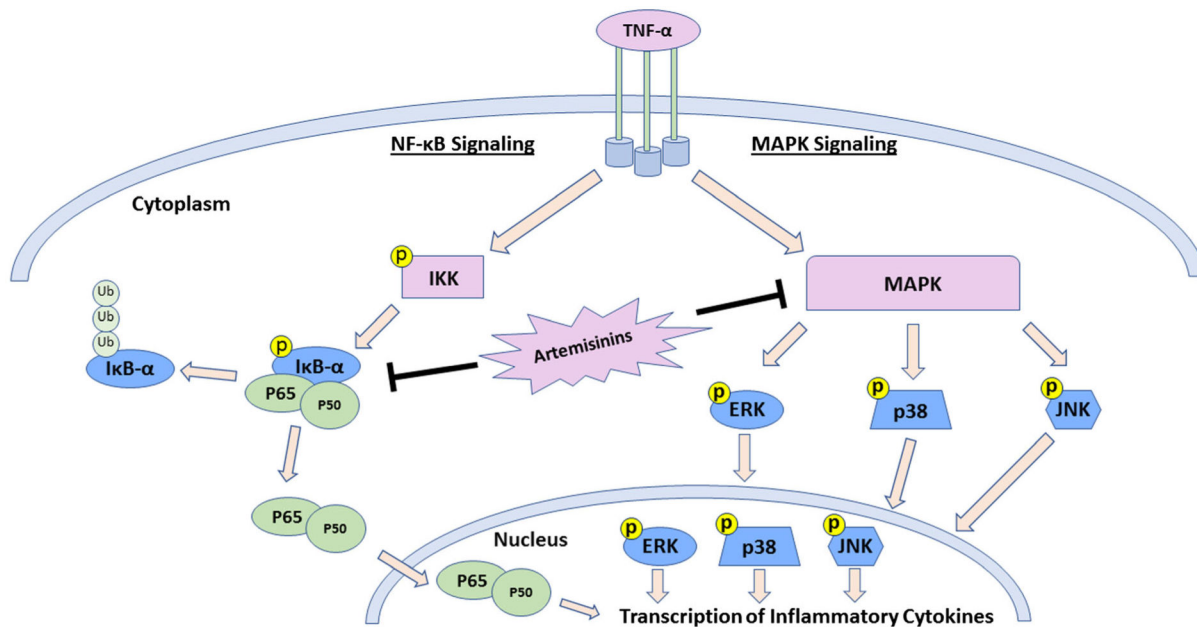 TNF-α
NF-κB Signaling
MAPK Signaling
Cytoplasm
p
IKK
MAPK
Ub
Ub
Ub
IκB-α
p
IκB-α
P65
P50
Artemisinins
p
ERK
p
p38
p
JNK
P65
P50
Nucleus
p
ERK
p
p38
p
JNK
P65
P50
Transcription of Inflammatory Cytokines